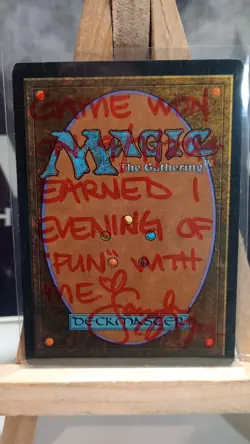 GAME WON
MAGIC
The Gathering
EARNED 1
EVENING OF
"FUN" WITH
ME
DECKMASTER